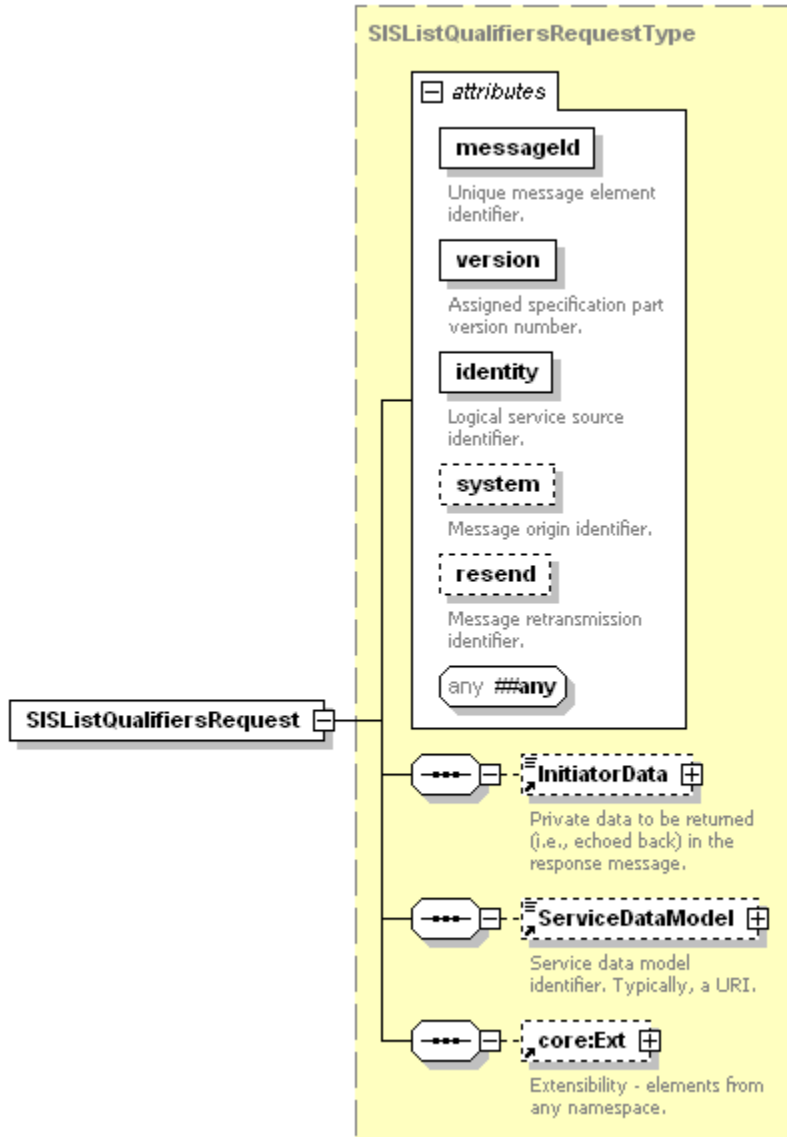 SISListQualifiersRequestType
attributes
messageId
Unique message element
identifier.
version
Assigned specification part
version number.
identity
Logical service source
identifier.
system
Message origin identifier.
resend
Message retransmission
identifier.
any ##any
SISListQualifiersRequest
InitiatorData
Private data to be returned
(i.e., echoed back) in the
response message.
ServiceDataModel
Service data model
identifier. Typically, a URI.
core:Ext
Extensibility - elements from
any namespace.